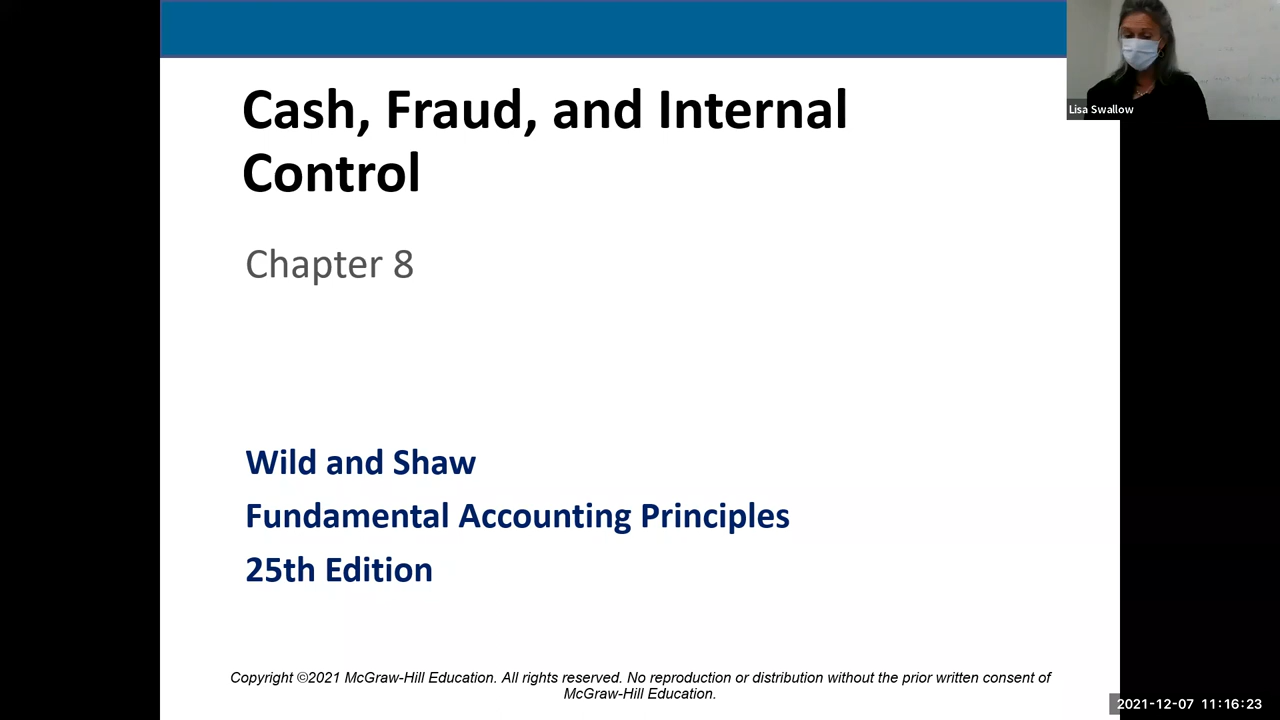 Cash, Fraud, and Internal
Control
Chapter 8
Wild and Shaw
Fundamental Accounting Principles
25th Edition
Copyright ©2021 McGraw-Hill Education. All rights reserved. No reproduction or distribution without the prior written consent of
McGraw-Hill Education.
Lisa Swallow
2021-12-07 11:16:23